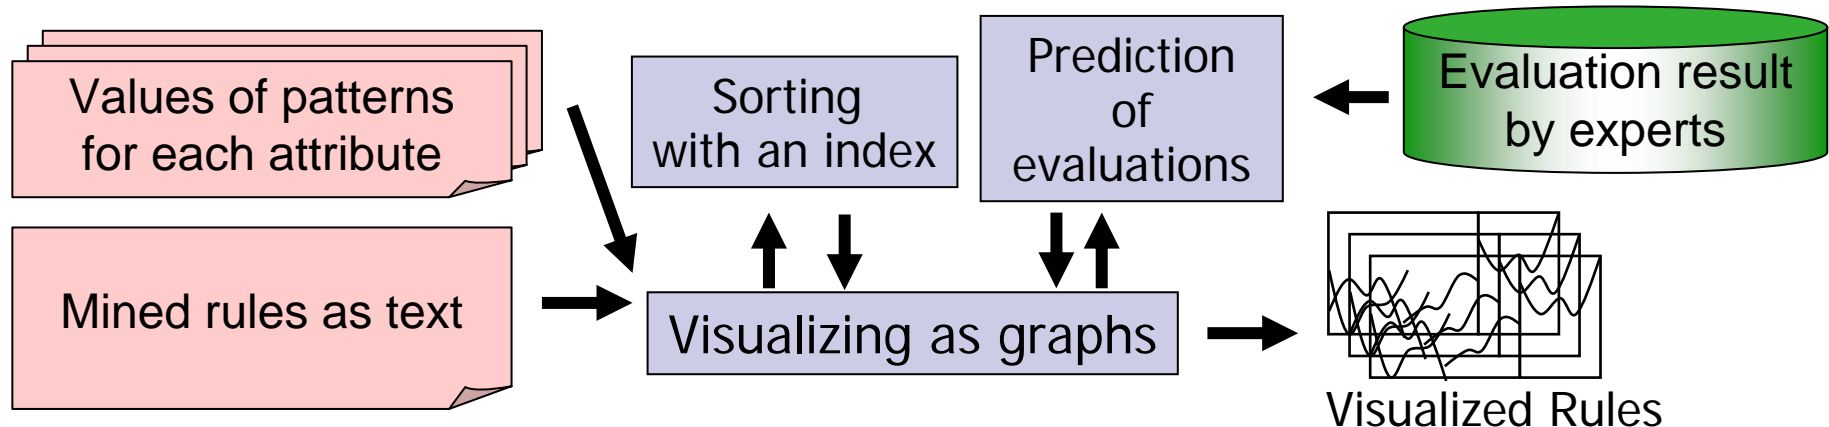 Values of patterns
for each attribute
Mined rules as text
Sorting
with an index
Prediction
of
evaluations
Evaluation result
by experts
Visualizing as graphs
Visualized Rules